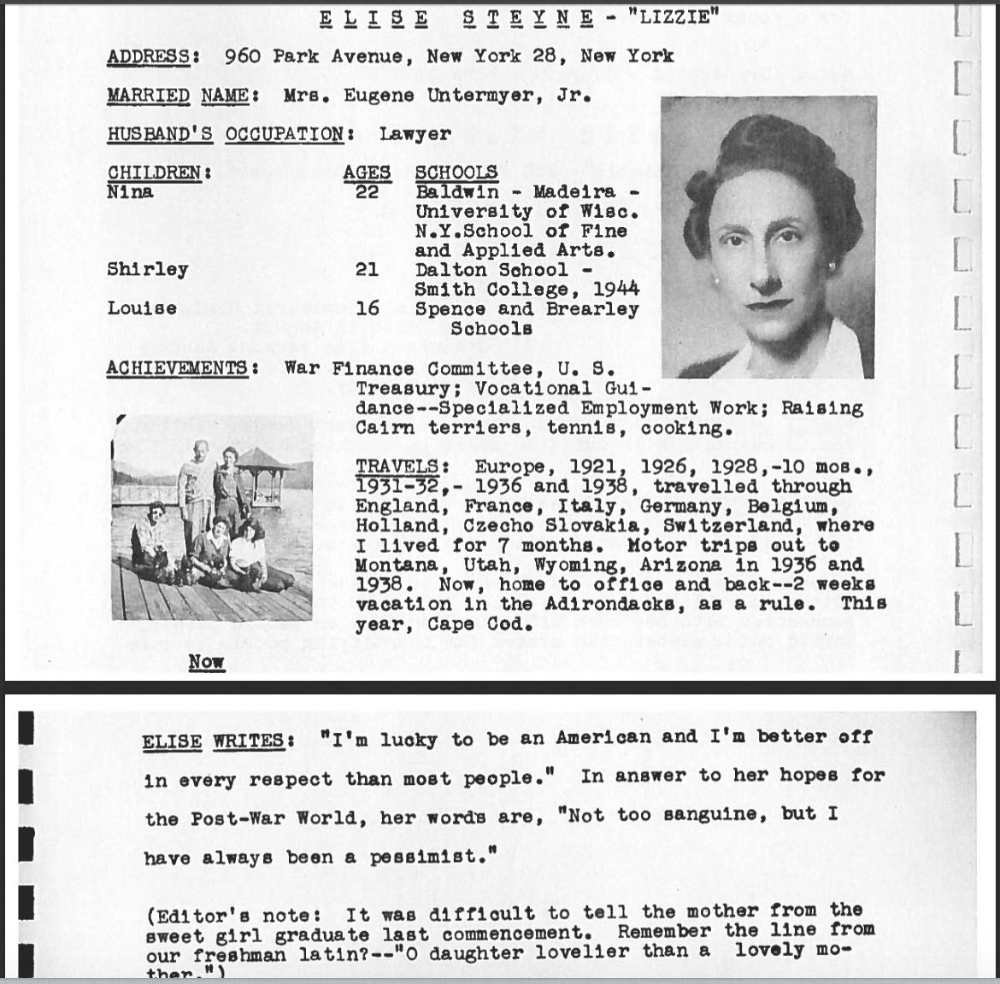 E L I S E  S T E Y N E - "LIZZIE"
ADDRESS: 960 Park Avenue, New York 28, New York
MARRIED NAME: Mrs. Eugene Untermyer, Jr.
HUSBAND'S OCCUPATION: Lawyer
CHILDREN: AGES SCHOOLS
Nina 22 Baldwin - Madeira -
University of Wisc.
N.Y.School of Fine
and Applied Arts.
Shirley 21 Dalton School -
Smith College, 1944
Louise 16 Spence and Brearley
Schools
ACHIEVEMENTS: War Finance Committee, U. S.
Treasury; Vocational Gui-
dance--Specialized Employment Work; Raising
Cairn terriers, tennis, cooking.
TRAVELS: Europe, 1921, 1926, 1928,-10 mos.,
1931-32,- 1936 and 1938, travelled through
England, France, Italy, Germany, Belgium,
Holland, Czecho Slovakia, Switzerland, where
I lived for 7 months. Motor trips out to
Montana, Utah, Wyoming, Arizona in 1936 and
1938. Now, home to office and back--2 weeks
vacation in the Adirondacks, as a rule. This
year, Cape Cod.
Now
ELISE WRITES: "I'm lucky to be an American and I'm better off
in every respect than most people." In answer to her hopes for
the Post-War World, her words are, "Not too sanguine, but I
have always been a pessimist."
(Editor's note: It was difficult to tell the mother from the
sweet girl graduate last commencement. Remember the line from
our freshman latin?--"O daughter lovelier than a lovely mo-
ther.")